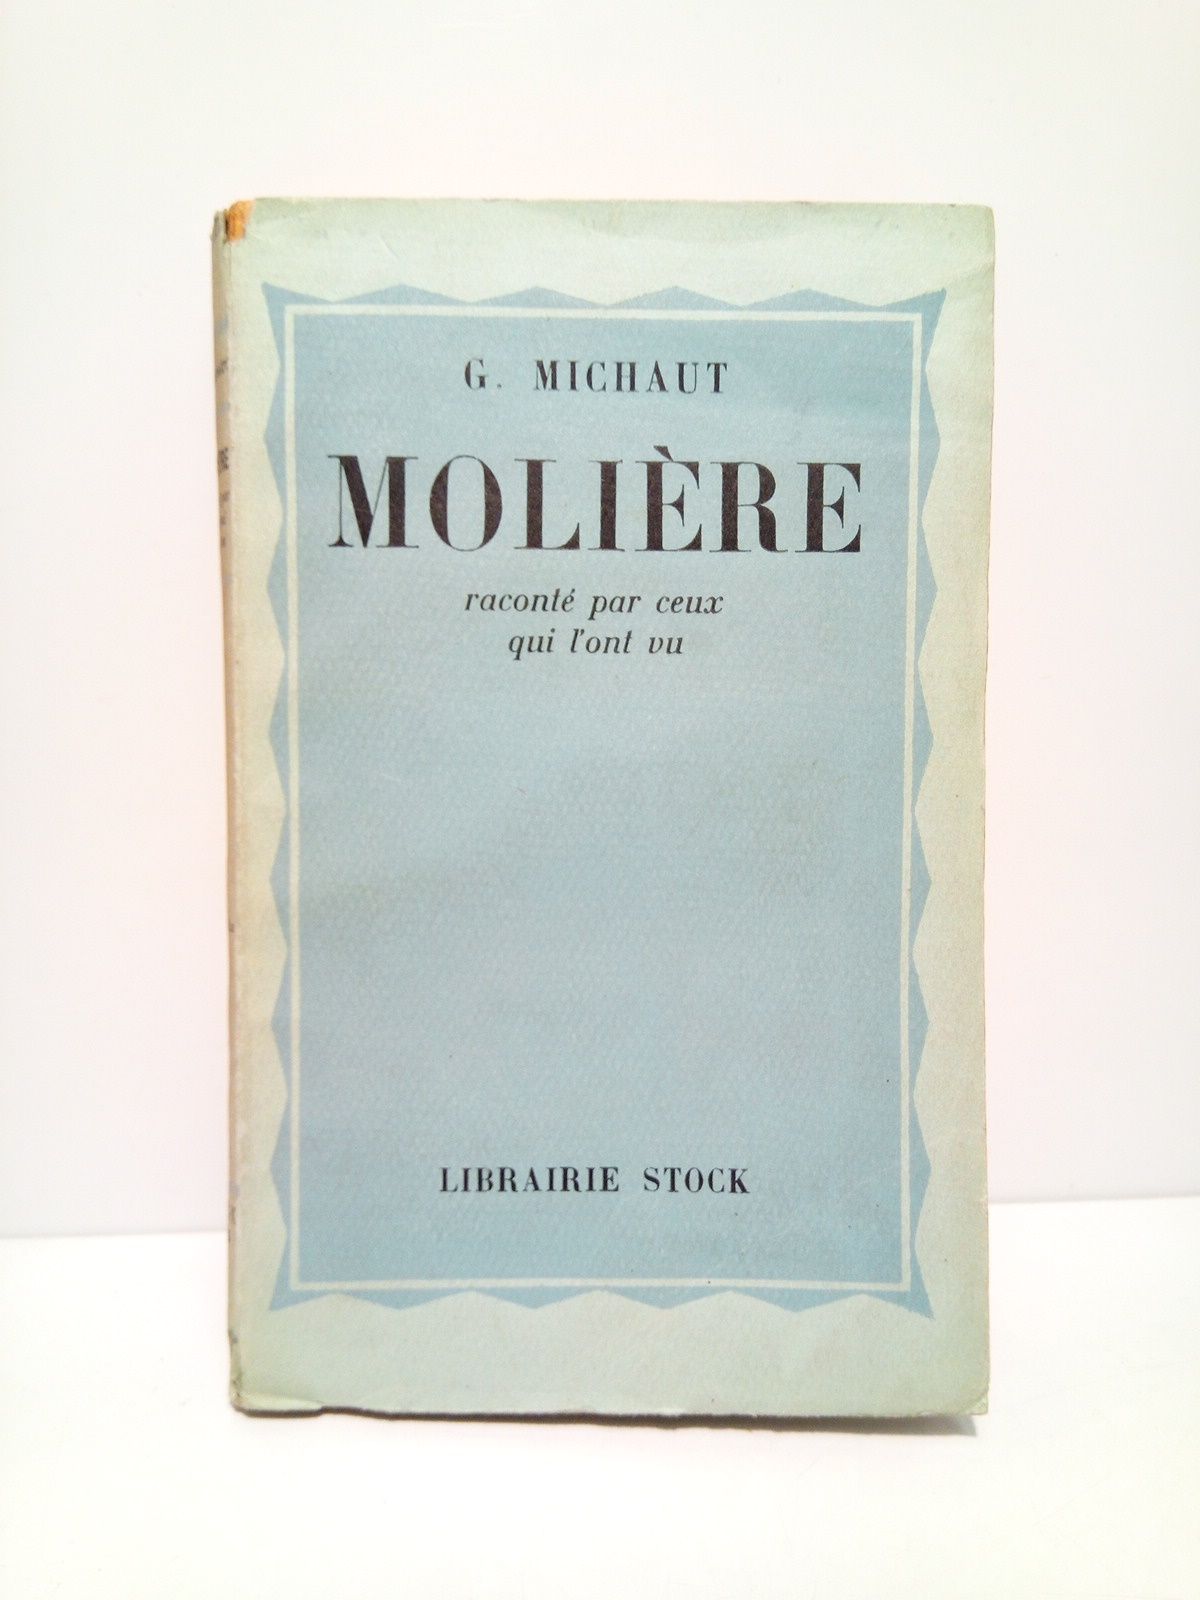 G. MICHAUT
MOLIÈRE
raconté par ceux
qui l'ont vu
LIBRAIRIE STOCK